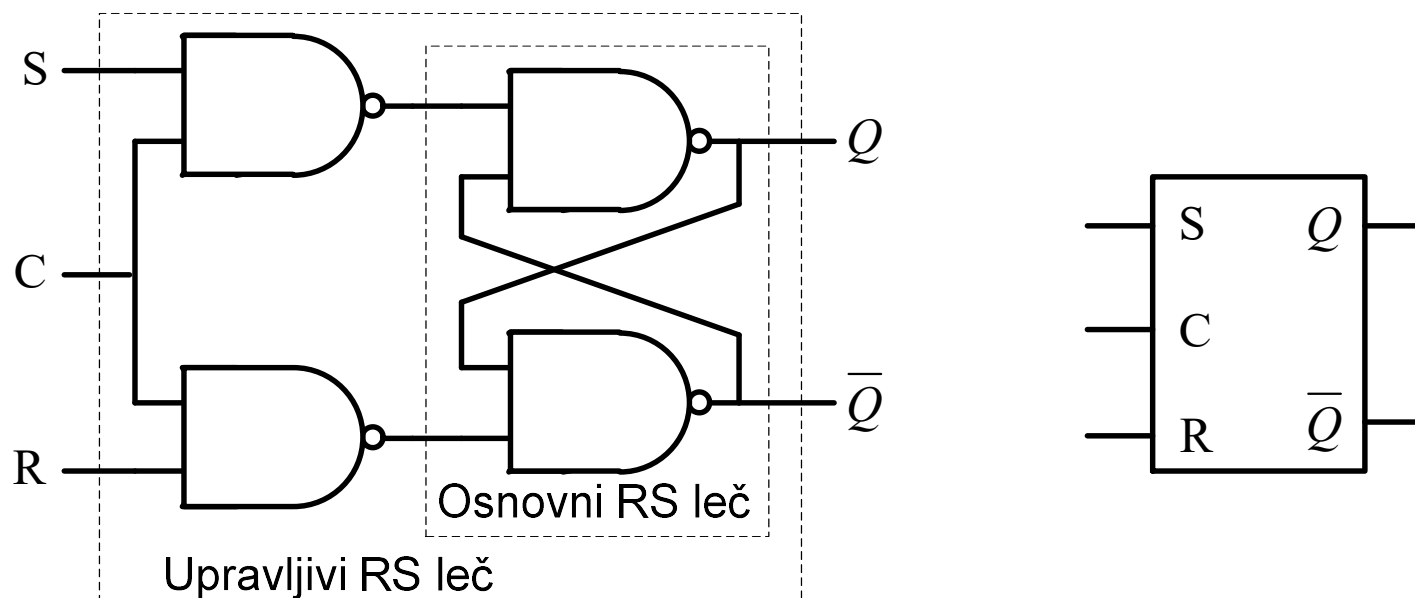 S
Q
C
Q̅
R
Osnovni RS leč
Upravljivi RS leč
S Q
C
R Q̅